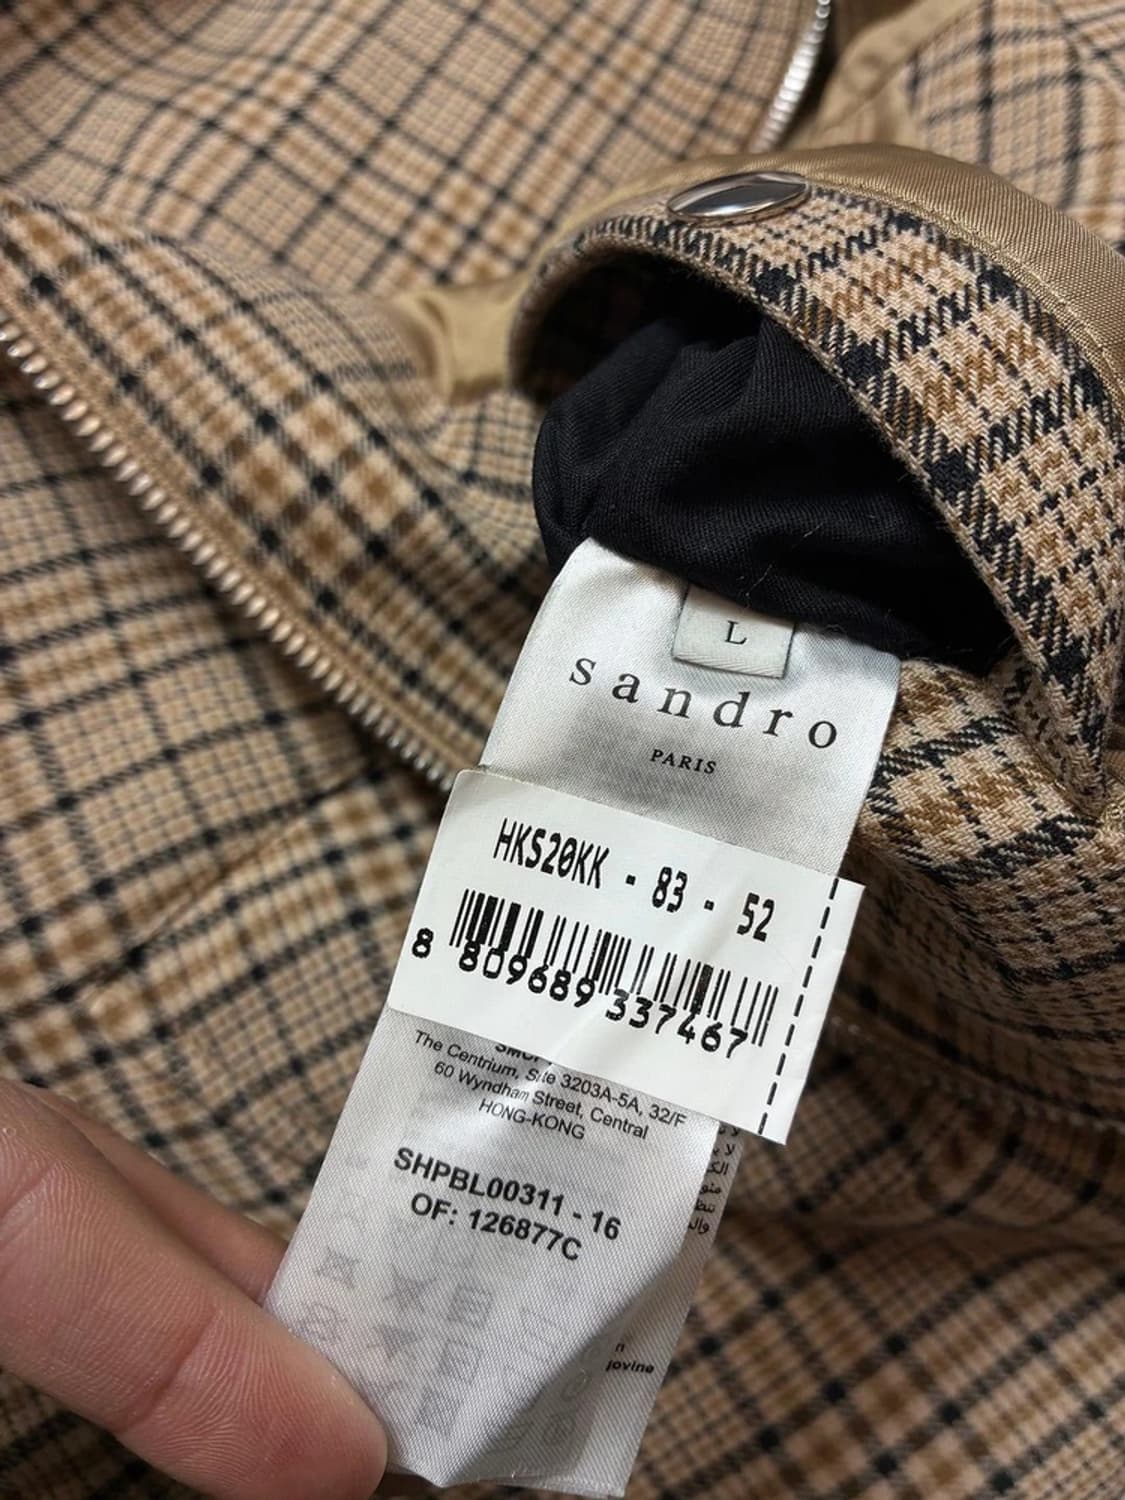 L
sandro
PARIS
HKS20KK - 83 - 52
8 809689 337467
The Centrium, Site 3203A-5A, 32/F
60 Wyndham Street, Central
HONG-KONG
SHPBL00311 - 16
OF: 126877C